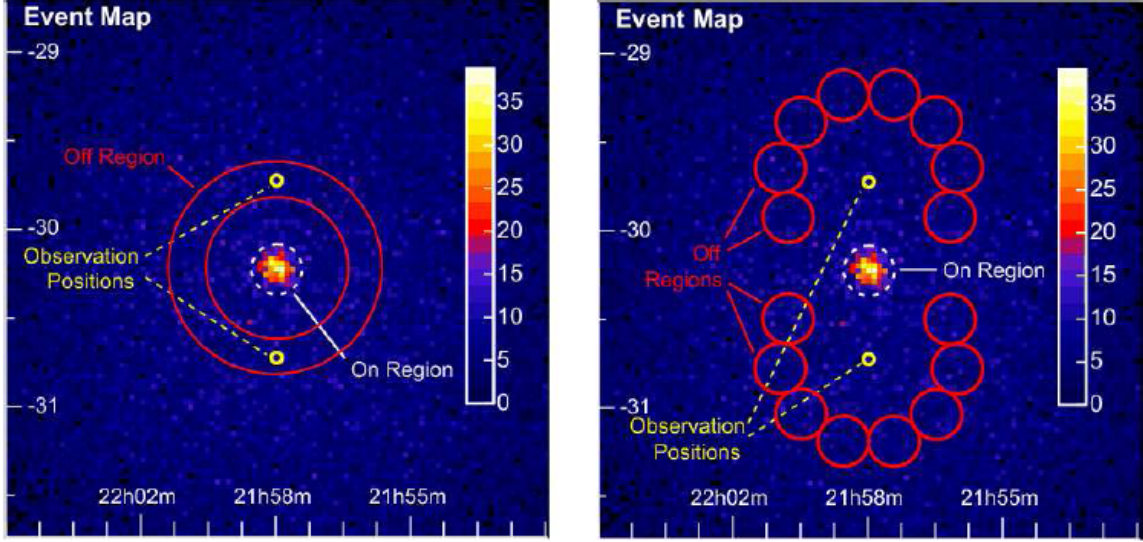 Event Map
-29
35
30
Off Region
25
-30
20
Observation
Positions
15
10
On Region
5
-31
0
22h02m 21h58m 21h55m
Event Map
-29
35
30
25
-30
20
Off
Regions
On Region
15
10
5
-31
0
Observation
Positions
22h02m 21h58m 21h55m